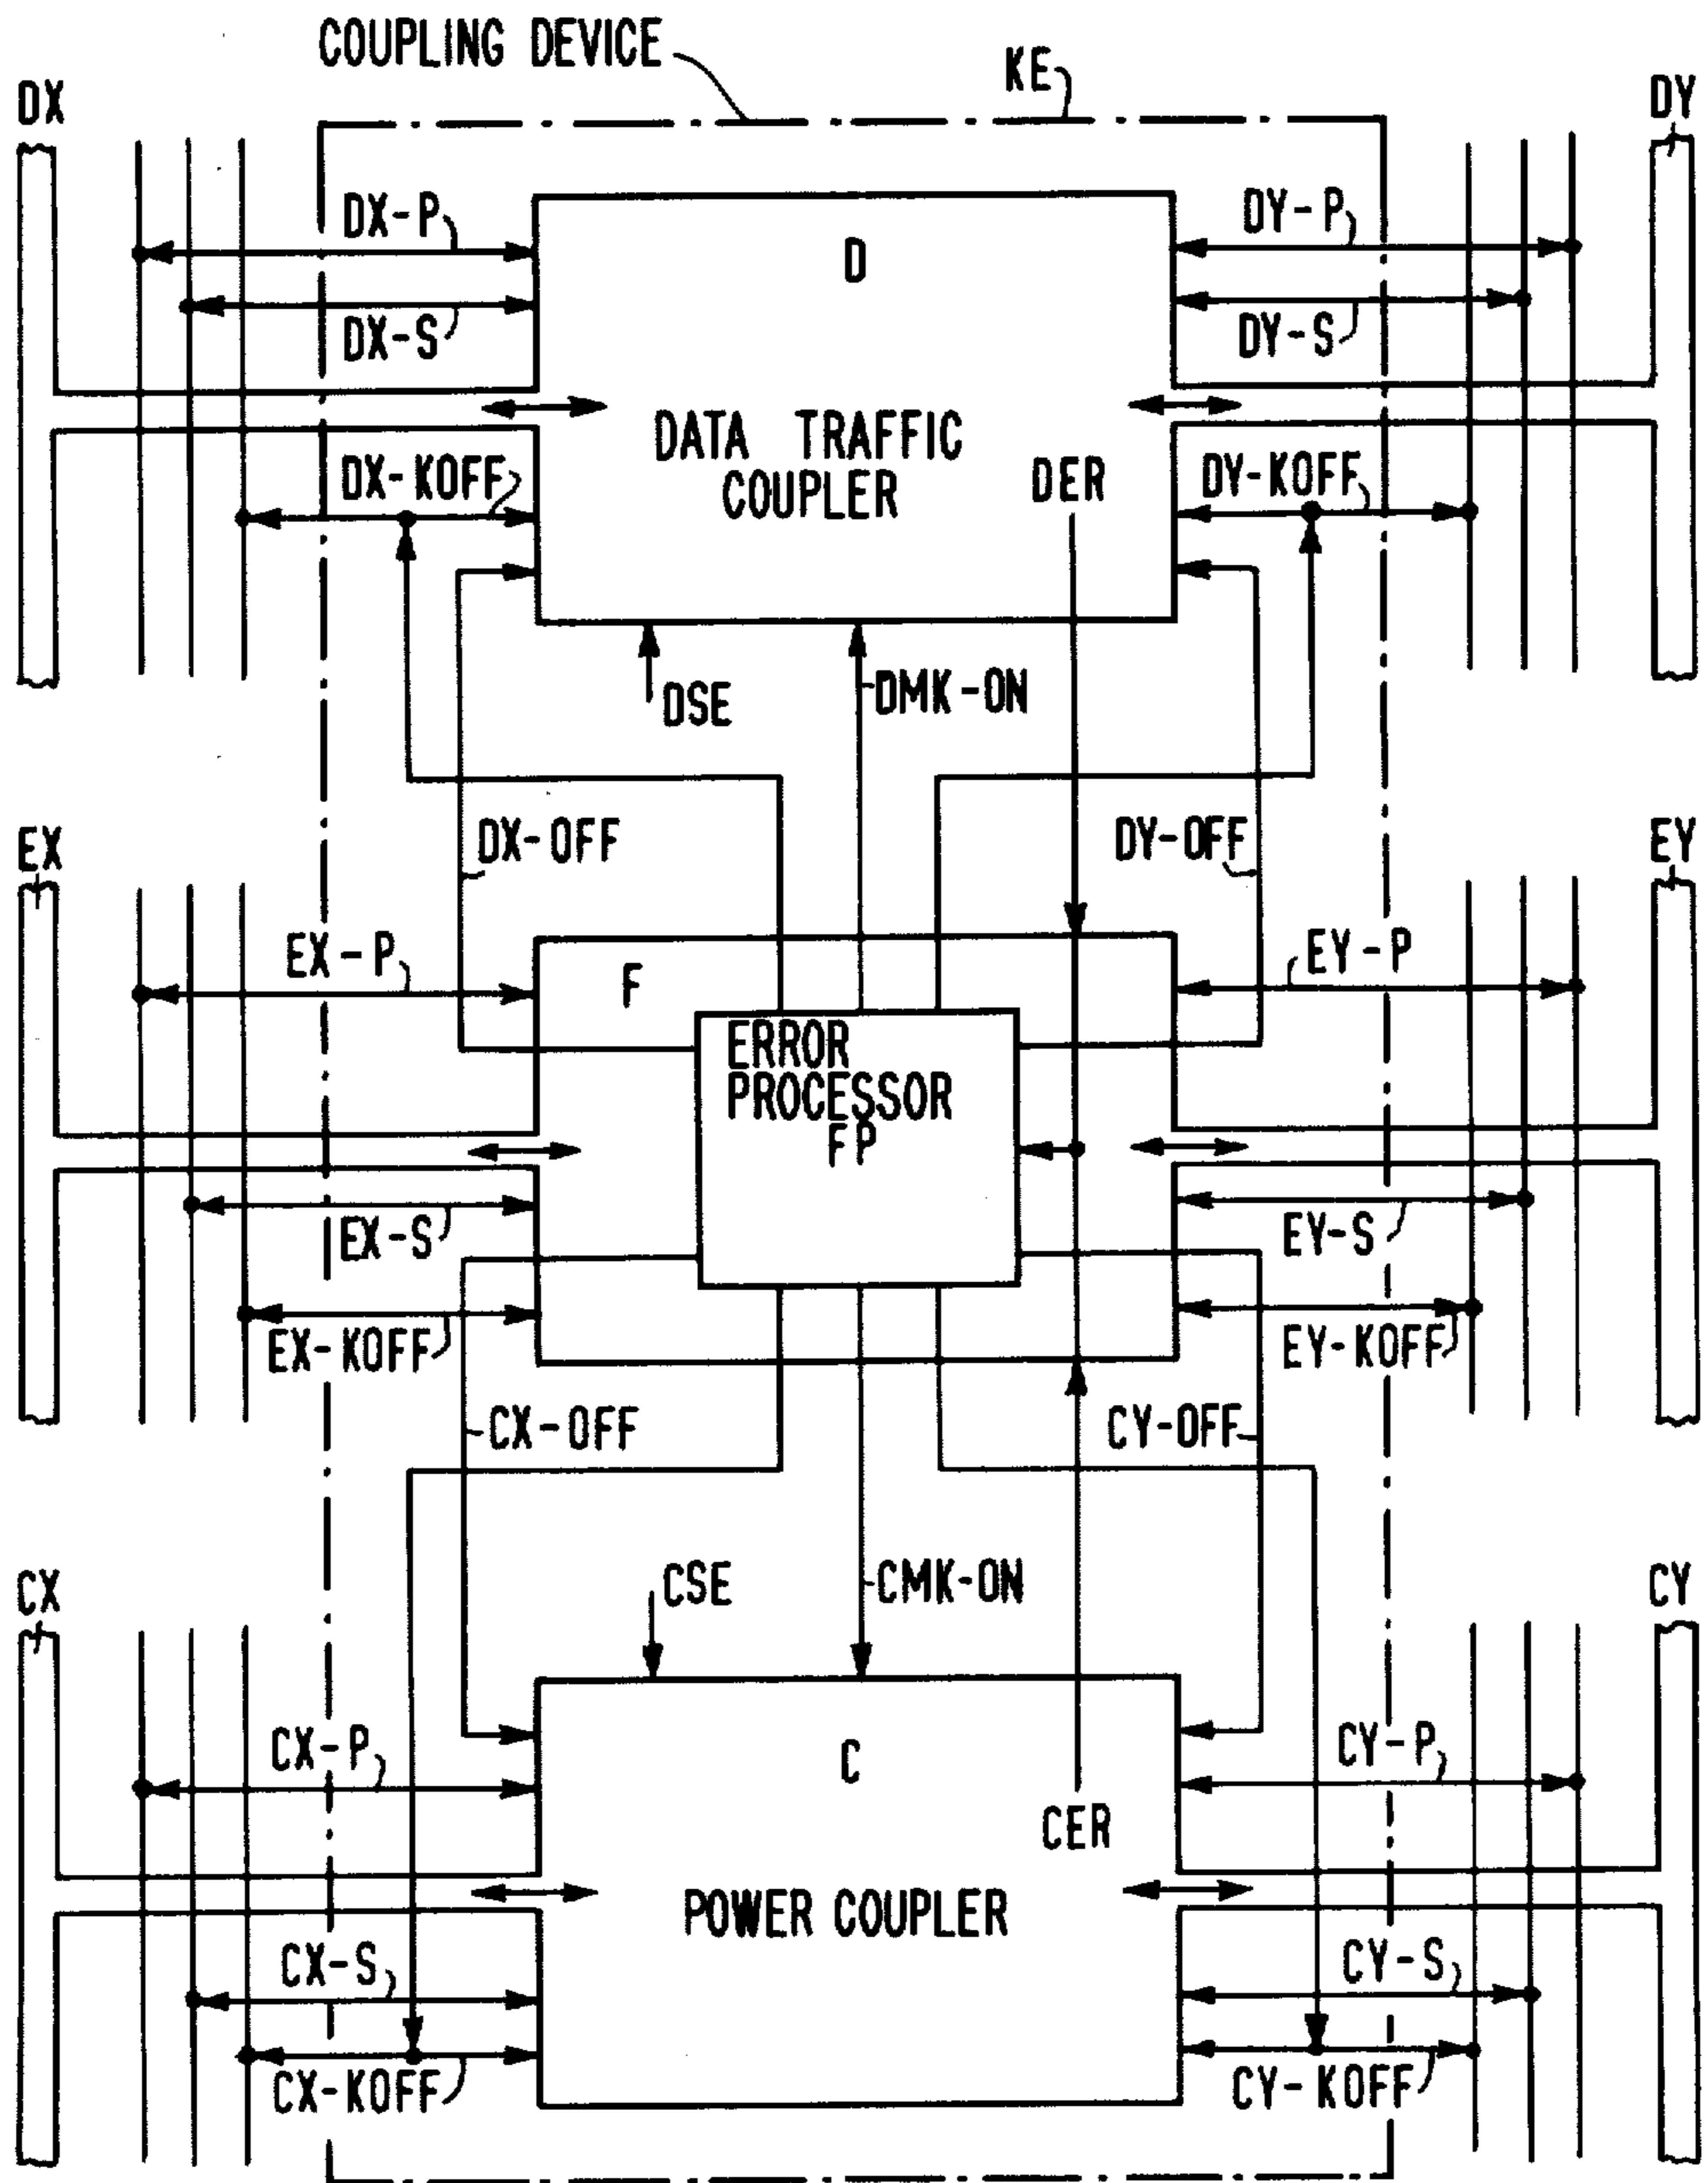 COUPLING DEVICE
KE
DX
DY
DX-P
DY-P
D
DX-S
DY-S
DATA TRAFFIC
COUPLER
DER
DX-KOFF
DY-KOFF
DSE
DMK-ON
DX-OFF
DY-OFF
EX
EY
EX-P
EY-P
F
ERROR
PROCESSOR
FP
EX-S
EY-S
EX-KOFF
EY-KOFF
CX-OFF
CY-OFF
CSE
CMK-ON
CX
CY
CX-P
CY-P
C
CER
POWER COUPLER
CX-S
CY-S
CX-KOFF
CY-KOFF